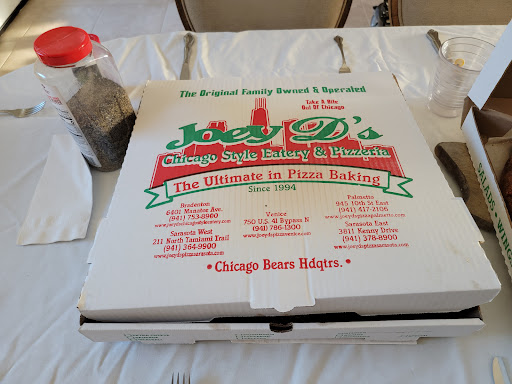 The Original Family Owned & Operated
Take A Bite
Out Of Chicago
Joey D's
Chicago Style Eatery & Pizzeria
The Ultimate in Pizza Baking
Since 1994
Bradenton
6401 Manatee Ave.
(941) 753-8960
Sarasota West
211 North Tamiami Trail
(941) 364-9900
Venice
750 U.S. 41 Bypass N
(941) 786-1300
Palmetto
945 10th St East
(941) 417-2106
Sarasota East
3811 Kenny Drive
(941) 378-8900
• Chicago Bears Hdqtrs. •
SALADS • WINGS